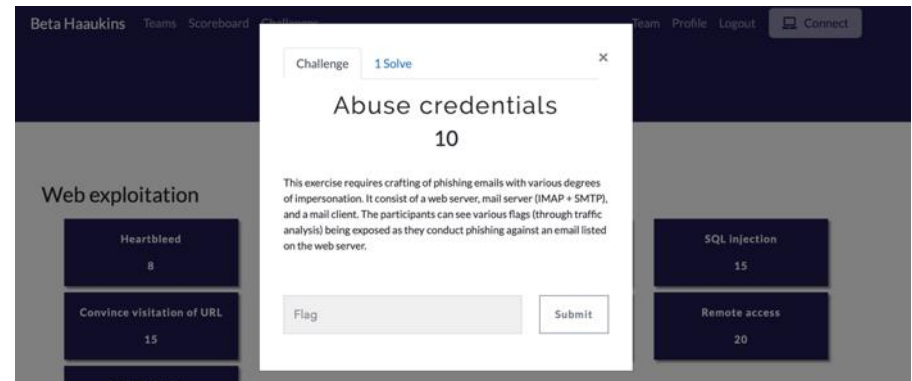 Beta Haaukins Teams Scoreboard Challenges Team Profile Logout Connect
Challenge 1 Solve ×
Abuse credentials
10
This exercise requires crafting of phishing emails with various degrees
of impersonation. It consist of a web server, mail server (IMAP + SMTP),
and a mail client. The participants can see various flags (through traffic
analysis) being exposed as they conduct phishing against an email listed
on the web server.
Flag Submit
Web exploitation
Heartbleed
8
SQL injection
15
Convince visitation of URL
15
Remote access
20